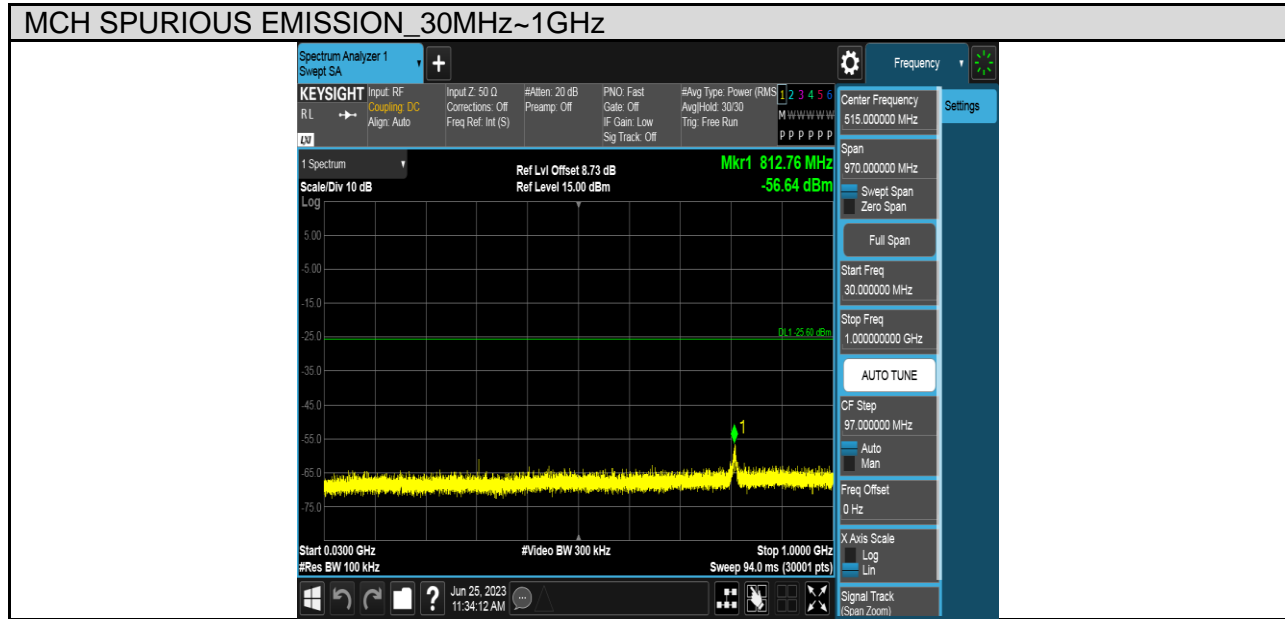 MCH SPURIOUS EMISSION_30MHz~1GHz
Spectrum Analyzer 1
Swept SA
+
Frequency
KEYSIGHT
RL
LXI
Input: RF
Coupling: DC
Align: Auto
Input Z: 50 Ω
Corrections: Off
Freq Ref: Int (S)
#Atten: 20 dB
Preamp: Off
PNO: Fast
Gate: Off
IF Gain: Low
Sig Track: Off
#Avg Type: Power (RMS
Avg|Hold: 30/30
Trig: Free Run
1 2 3 4 5 6
M W W W W W
P P P P P P
1 Spectrum
Scale/Div 10 dB
Log
Ref Lvl Offset 8.73 dB
Ref Level 15.00 dBm
Mkr1 812.76 MHz
-56.64 dBm
5.00
-5.00
-15.0
-25.0
DL1 -25.60 dBm
-35.0
-45.0
1
-55.0
-65.0
-75.0
Start 0.0300 GHz
#Video BW 300 kHz
Stop 1.0000 GHz
#Res BW 100 kHz
Sweep 94.0 ms (30001 pts)
?
Jun 25, 2023
11:34:12 AM
Center Frequency
515.000000 MHz
Settings
Span
970.000000 MHz
Swept Span
Zero Span
Full Span
Start Freq
30.000000 MHz
Stop Freq
1.000000000 GHz
AUTO TUNE
CF Step
97.000000 MHz
Auto
Man
Freq Offset
0 Hz
X Axis Scale
Log
Lin
Signal Track
(Span Zoom)